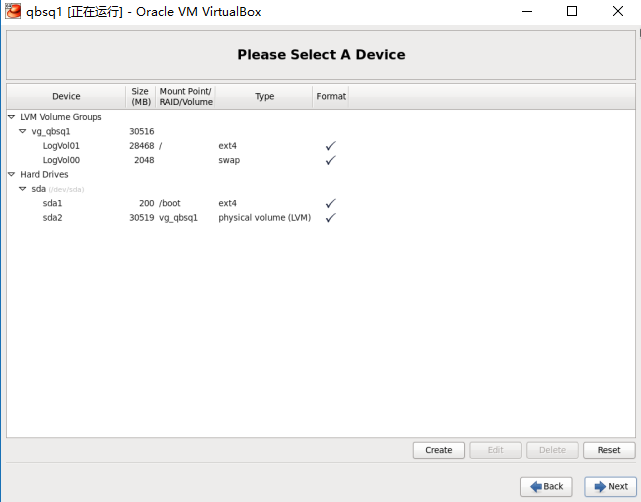 qbsq1 [正在运行] - Oracle VM VirtualBox
Please Select A Device
Device Size (MB) Mount Point/ RAID/Volume Type Format
LVM Volume Groups
vg_qbsq1 30516
LogVol01 28468 / ext4 ✓
LogVol00 2048 swap ✓
Hard Drives
sda (/dev/sda)
sda1 200 /boot ext4 ✓
sda2 30519 vg_qbsq1 physical volume (LVM) ✓
Create Edit Delete Reset
Back Next